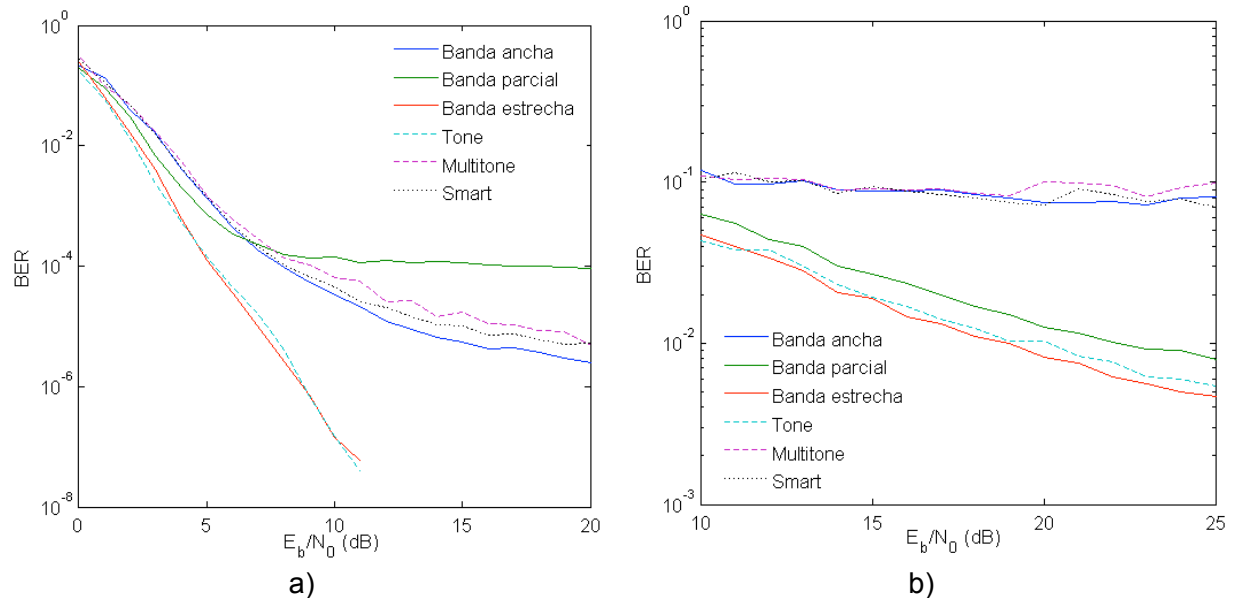 10^0
10^-2
10^-4
10^-6
10^-8
BER
Banda ancha
Banda parcial
Banda estrecha
Tone
Multitone
Smart
0 5 10 15 20
E_b/N_0 (dB)
a)
10^0
10^-1
10^-2
10^-3
BER
Banda ancha
Banda parcial
Banda estrecha
Tone
Multitone
Smart
10 15 20 25
E_b/N_0 (dB)
b)